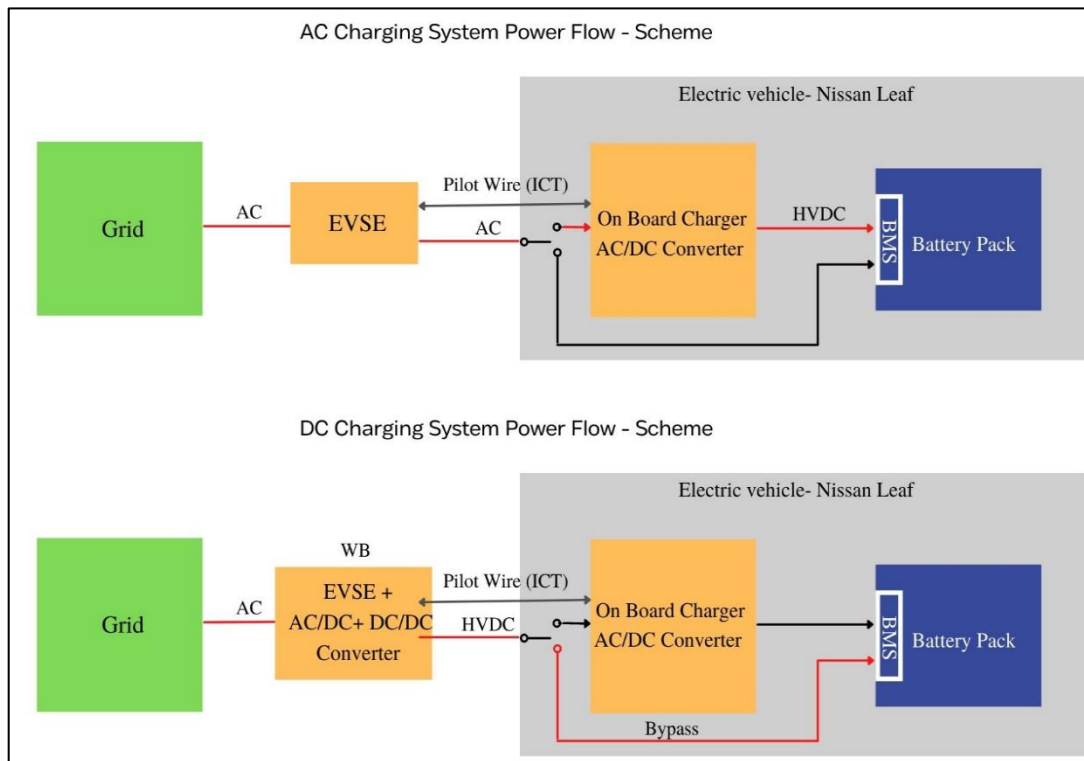 AC Charging System Power Flow - Scheme
Electric vehicle- Nissan Leaf
Grid
AC
EVSE
Pilot Wire (ICT)
AC
On Board Charger
AC/DC Converter
HVDC
BMS
Battery Pack
DC Charging System Power Flow - Scheme
Electric vehicle- Nissan Leaf
Grid
AC
WB
EVSE +
AC/DC+ DC/DC
Converter
Pilot Wire (ICT)
HVDC
On Board Charger
AC/DC Converter
Bypass
BMS
Battery Pack